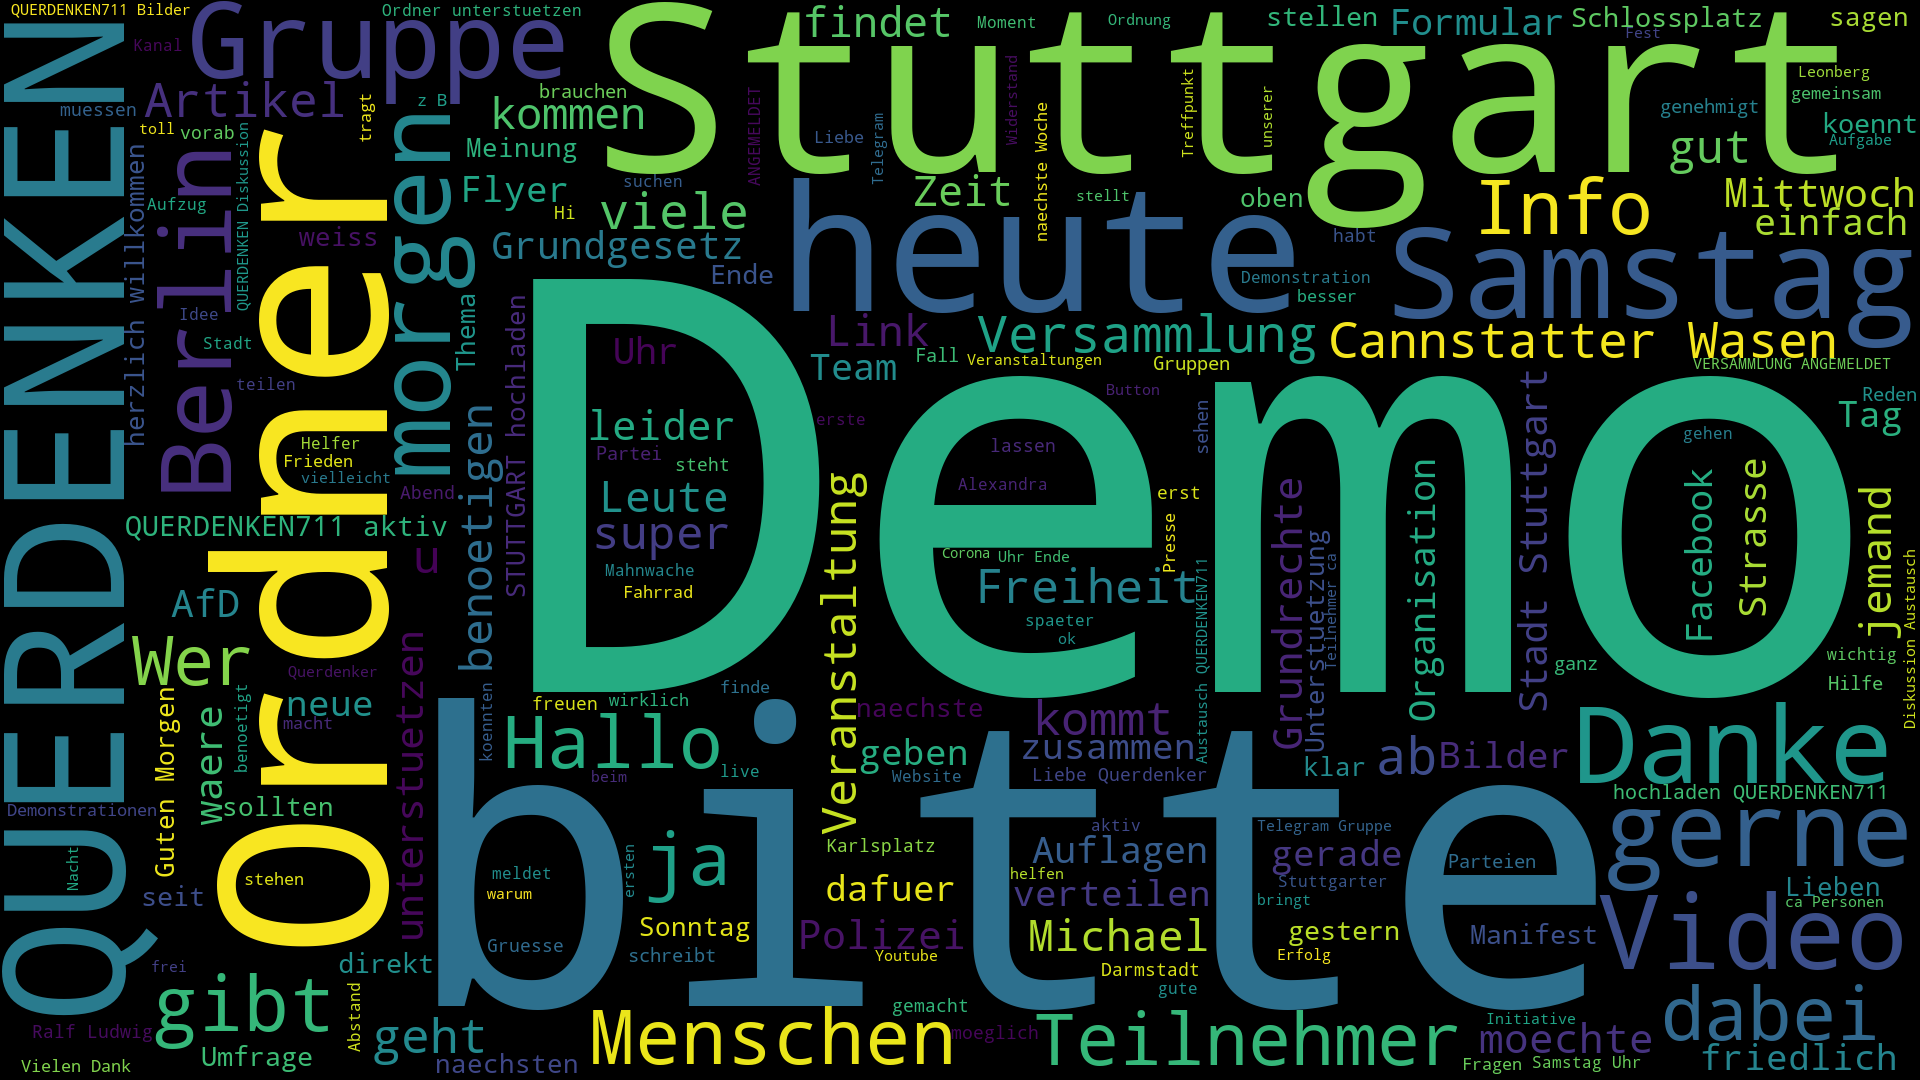 QUERDENKEN711 Bilder
Ordner unterstuetzen
Kanal
Gruppe
Stuttgart
findet
Moment
Ordnung
stellen
Formular
Schlossplatz
Fest
sagen
QUERDENKEN
muessen
Artikel
tragt
z B
brauchen
kommen
Leonberg
gemeinsam
genehmigt
koennt
Aufgabe
gut
toll
vorab
herzlich willkommen
Berlin
QUERDENKEN Diskussion
ordner
morgen
Meinung
Flyer
Hi
suchen
viele
ANGEMELDET
Liebe
Telegram
Widerstand
naechste Woche
Treffpunkt
unserer
Zeit
stellt
oben
heute
Info
Mittwoch
einfach
habt
Samstag
Aufzug
weiss
Grundgesetz
Ende
Demonstration
besser
Idee
Stadt
teilen
Thema
STUTTGART hochladen
Link
Versammlung
Cannstatter Wasen
Team
Fall
Veranstaltungen
Gruppen
VERSAMMLUNG ANGEMELDET
Demo
Uhr
leider
Partei
steht
Leute
super
Mahnwache
Fahrrad
erste
Button
lassen
Alexandra
erst
sehen
Presse
Corona
Uhr Ende
Freiheit
spaeter
ok
Reden
Tag
gehen
Facebook
Strasse
jemand
Diskussion Austausch
Helfer
Frieden
vielleicht
Abend
benoetigen
QUERDENKEN711 aktiv
u
AfD
Wer
Querdenker
neue
macht
unterstuetzen
Veranstaltung
Austausch QUERDENKEN711
Grundrechte
Unterstuetzung
Teilnehmer ca
Organisation
Stadt Stuttgart
ganz
wichtig
Hilfe
Guten Morgen
Waere
benoetigt
sollten
Demonstrationen
koennten
freuen
wirklich
finde
Hallo
beim
live
naechste
geben
Website
kommt
zusammen
Liebe Querdenker
klar
ab
Bilder
Danke
hochladen QUERDENKEN711
bitte
Nacht
stehen
seit
direkt
frei
meldet
warum
Gruesse
ersten
ja
Sonntag
schreibt
Karlsplatz
dafuer
Polizei
Youtube
aktiv
Auflagen
helfen
verteilen
Michael
Darmstadt
gute
Telegram Gruppe
gerade
Stuttgarter
bringt
gestern
Erfolg
Parteien
Manifest
gerne
Lieben
ca Personen
Video
gibt
Ralf Ludwig
Vielen Dank
Umfrage
Abstand
geht
naechsten
Menschen
gemacht
moeglich
Teilnehmer
Initiative
moechte
Fragen
Samstag Uhr
dabei
friedlich